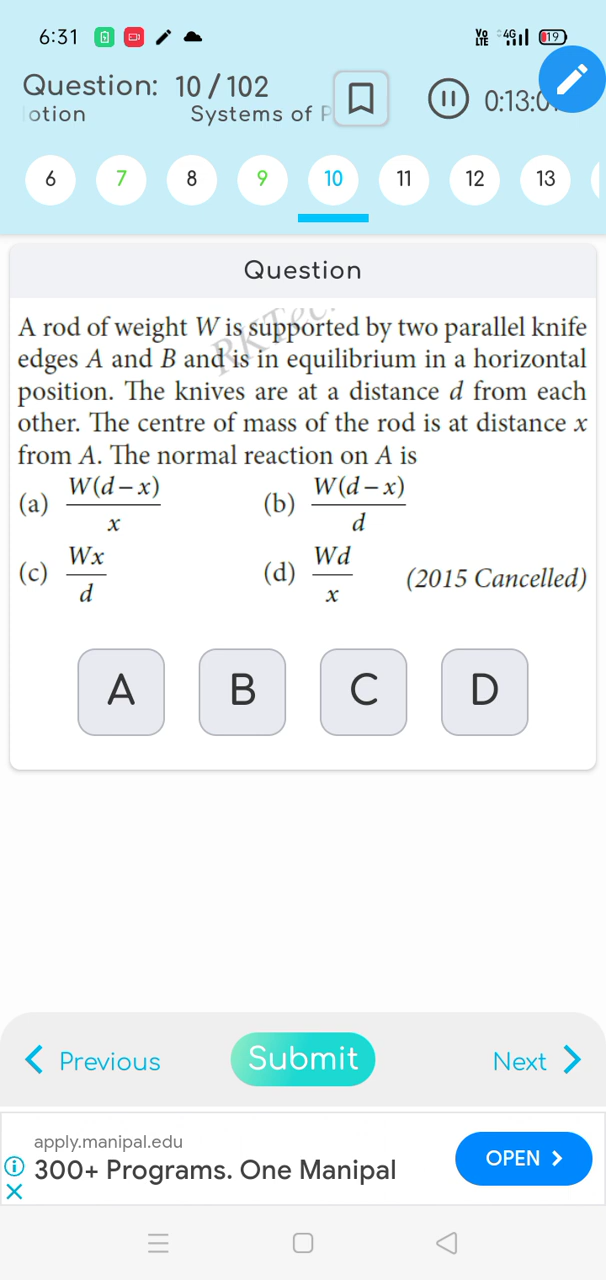 6:31 Vo LTE 4G 19
Question: 10 / 102 0:13:0
otion Systems of P
6 7 8 9 10 11 12 13
Question
RKTec
A rod of weight W is supported by two parallel knife
edges A and B and is in equilibrium in a horizontal
position. The knives are at a distance d from each
other. The centre of mass of the rod is at distance x
from A. The normal reaction on A is
(a) W(d – x) / x (b) W(d – x) / d
(c) Wx / d (d) Wd / x (2015 Cancelled)
A B C D
Previous Submit Next
apply.manipal.edu
300+ Programs. One Manipal
OPEN